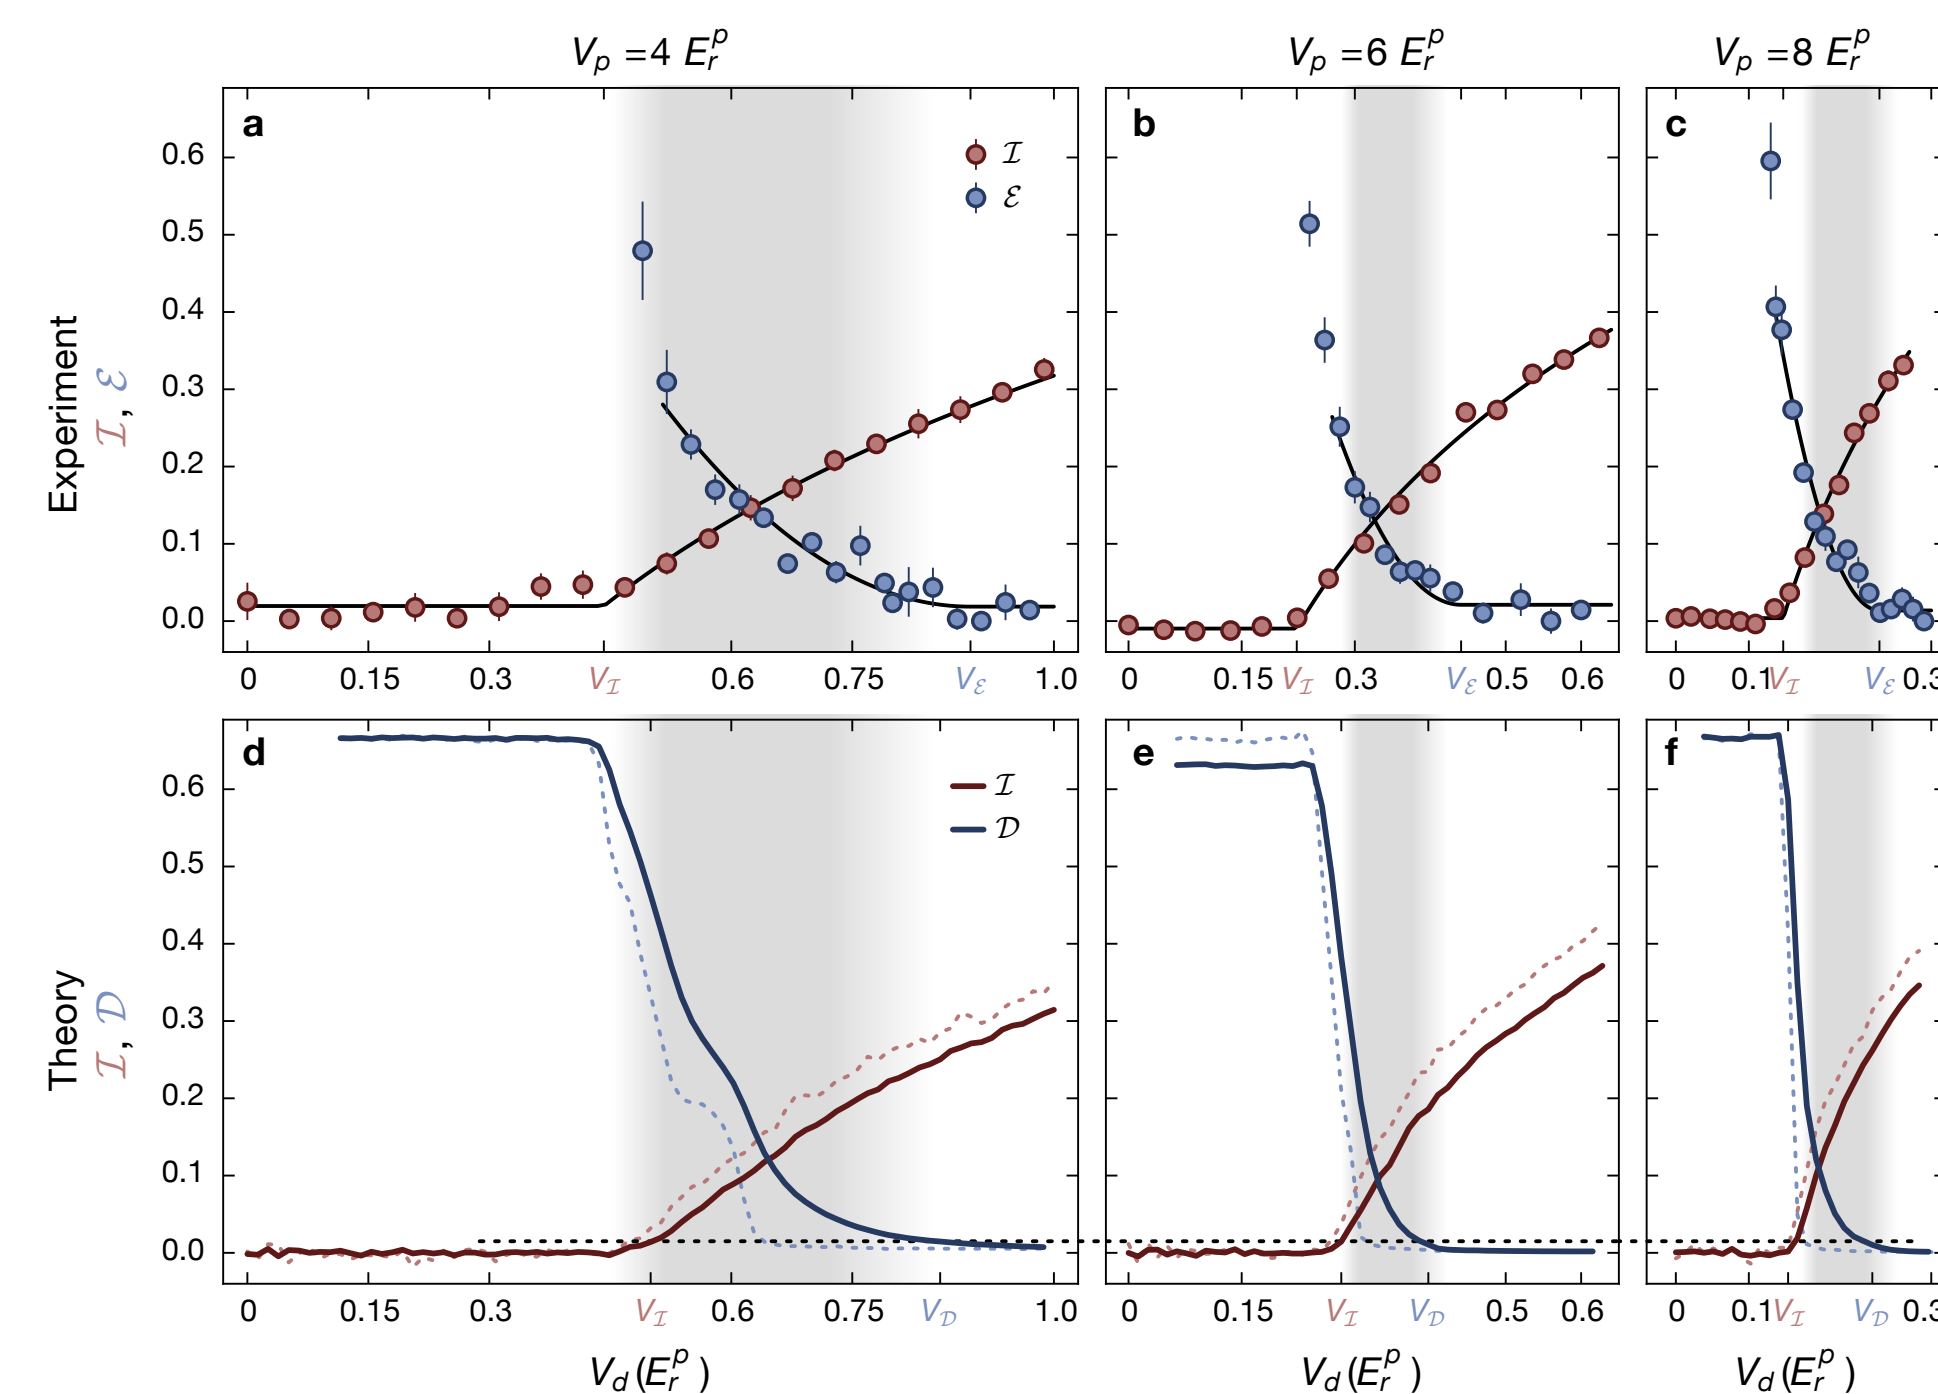 V_p = 4 E_r^p
V_p = 6 E_r^p
V_p = 8 E_r^p
a
b
c
ℐ
ℰ
Experiment
ℐ, ℰ
0.6
0.5
0.4
0.3
0.2
0.1
0.0
0 0.15 0.3 V_ℐ 0.6 0.75 V_ℰ 1.0
0 0.15 V_ℐ 0.3 V_ℰ 0.5 0.6
0 0.1 V_ℐ V_ℰ 0.3
d
e
f
ℐ
𝒟
Theory
ℐ, 𝒟
0.6
0.5
0.4
0.3
0.2
0.1
0.0
0 0.15 0.3 V_ℐ 0.6 0.75 V_𝒟 1.0
0 0.15 V_ℐ V_𝒟 0.5 0.6
0 0.1 V_ℐ V_𝒟 0.3
V_d (E_r^p)
V_d (E_r^p)
V_d (E_r^p)